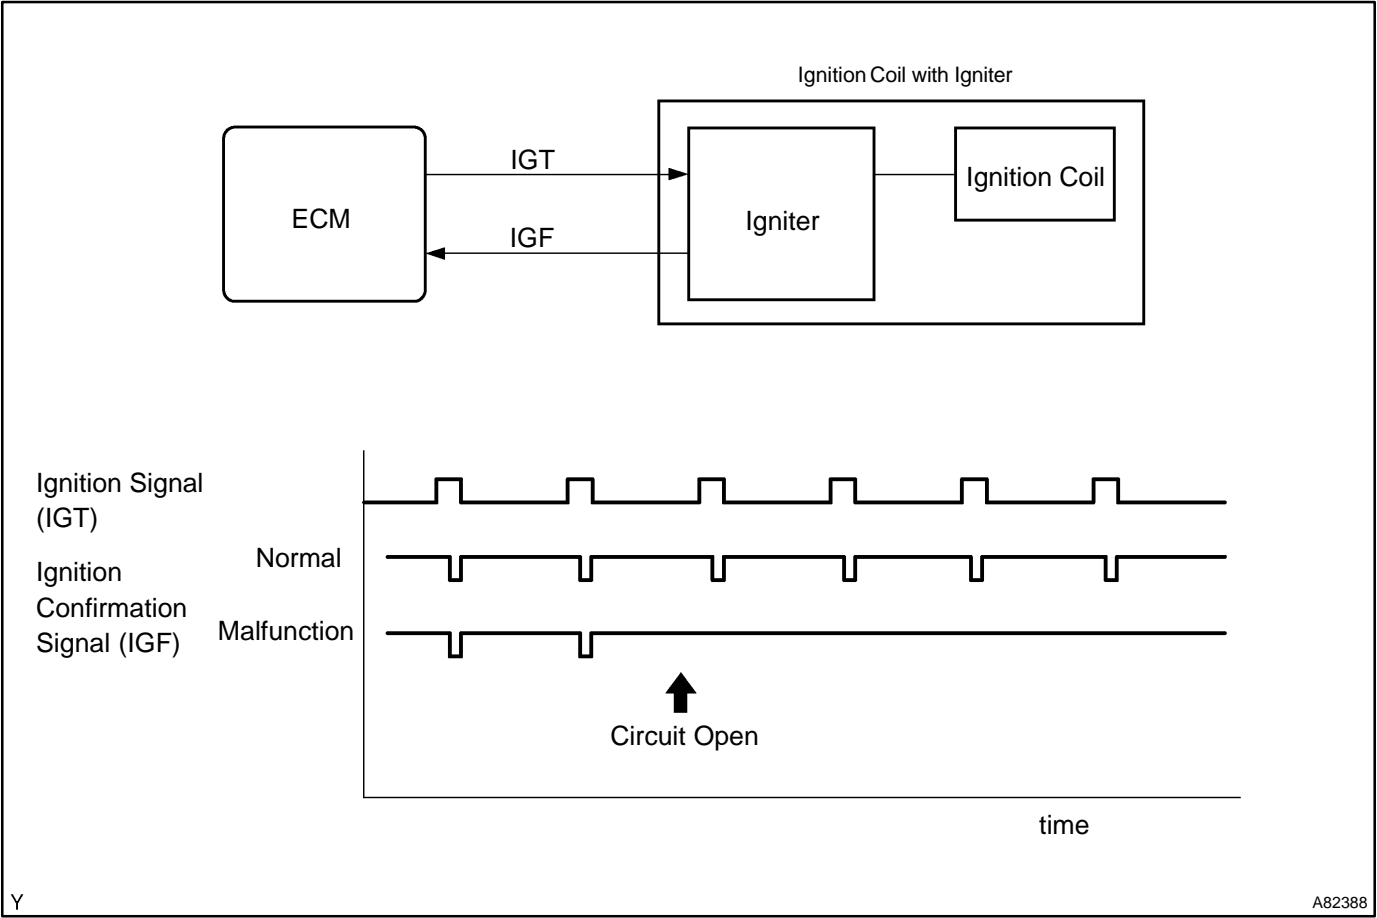 Ignition Coil with Igniter
ECM
IGT
IGF
Igniter
Ignition Coil
Ignition Signal
(IGT)
Normal
Ignition
Confirmation
Signal (IGF)
Malfunction
Circuit Open
time
Y
A82388